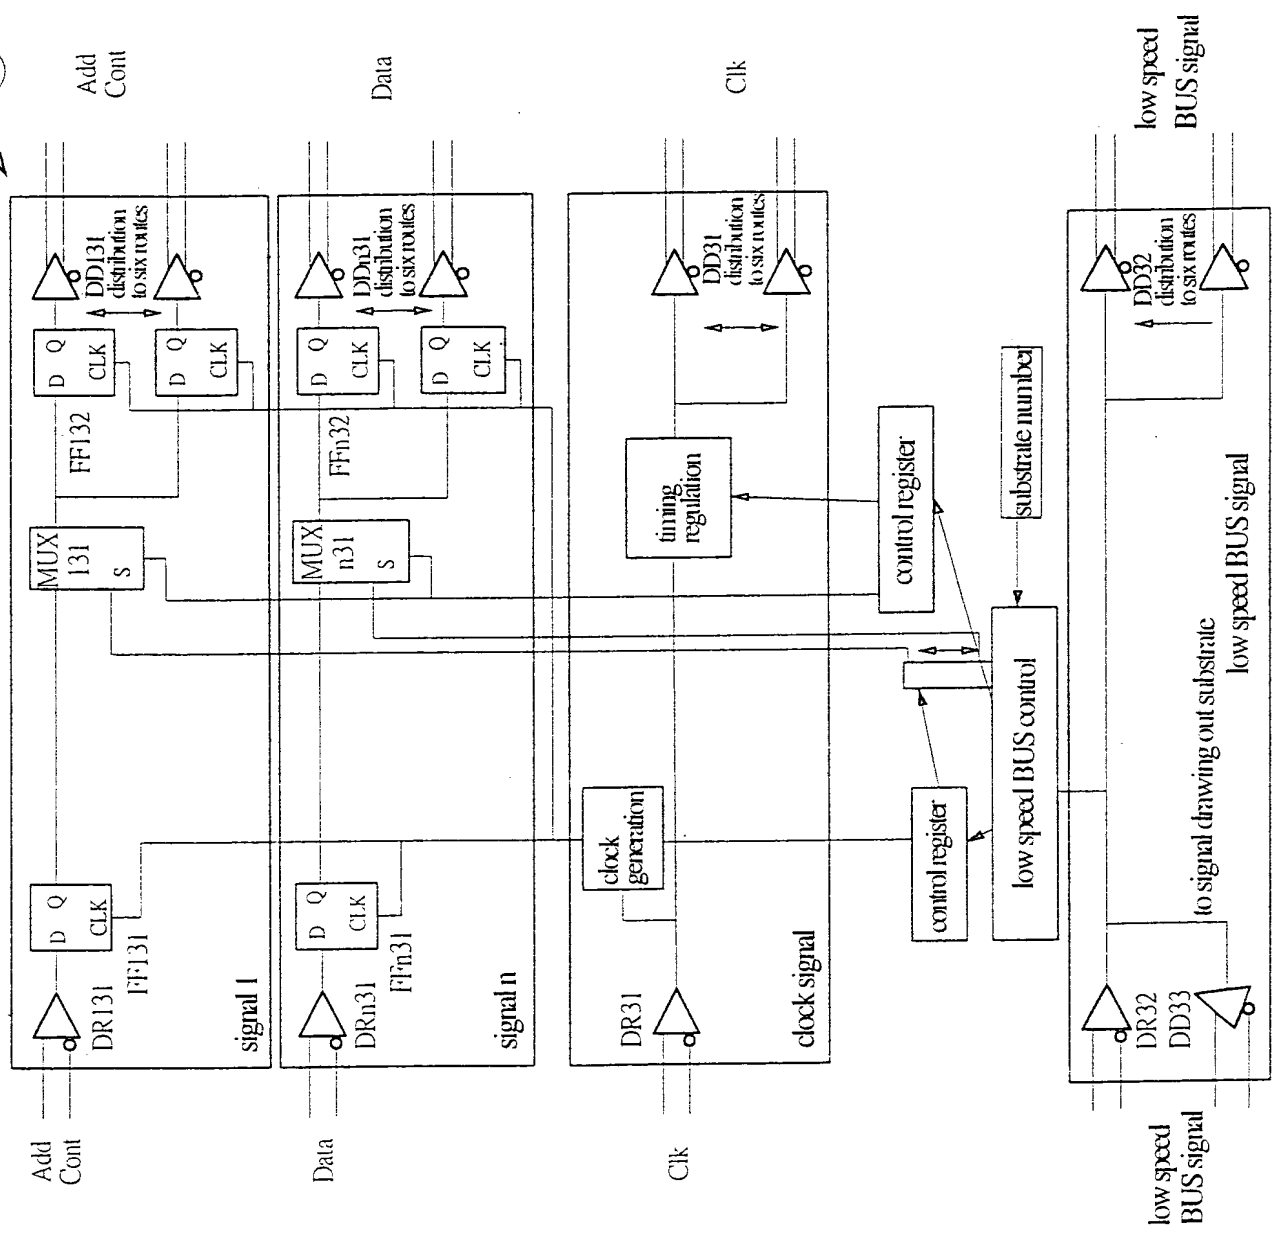 Add
Cont
DR131
D Q
CLK
FF131
MUX
131
S
FF132
D Q
CLK
D Q
CLK
DD131
distribution
to six routes
Add
Cont
signal 1
Data
DRn31
D Q
CLK
FFn31
MUX
n31
S
FFn32
D Q
CLK
D Q
CLK
DDn31
distribution
to six routes
Data
signal n
Clk
DR31
clock
generation
timing
regulation
DD31
distribution
to six routes
Clk
clock signal
control register
control register
low speed BUS control
substrate number
low speed
BUS signal
DR32
DD33
to signal drawing out substrate
low speed BUS signal
DD32
distribution
to six routes
low speed
BUS signal